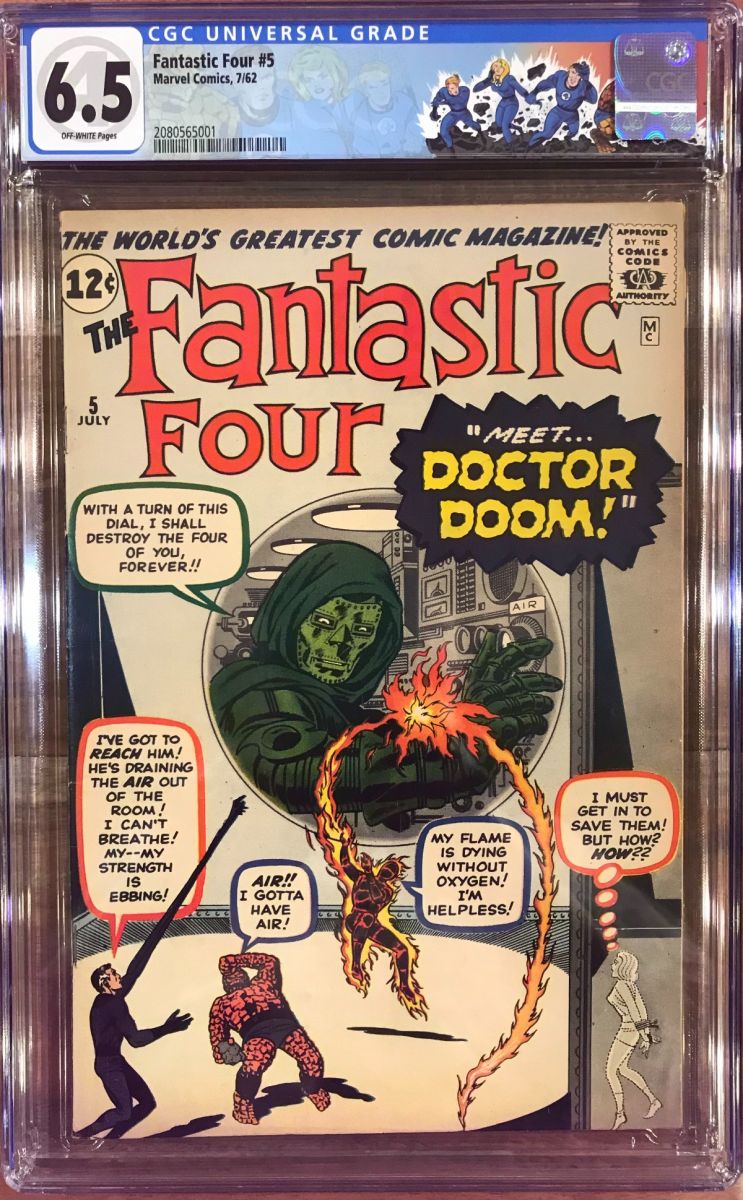 CGC UNIVERSAL GRADE
6.5
OFF-WHITE Pages
Fantastic Four #5
Marvel Comics, 7/62
2080565001
CGC
THE WORLD'S GREATEST COMIC MAGAZINE!
APPROVED
BY THE
COMICS
CODE
CA
AUTHORITY
12¢
THE FANTASTIC
FOUR
M
C
5
JULY
"MEET...
DOCTOR
DOOM!"
WITH A TURN OF THIS
DIAL, I SHALL
DESTROY THE FOUR
OF YOU,
FOREVER!!
AIR
I'VE GOT TO
REACH HIM!
HE'S DRAINING
THE AIR OUT
OF THE
ROOM!
I CAN'T
BREATHE!
MY--MY
STRENGTH
IS
EBBING!
AIR!!
I GOTTA
HAVE
AIR!
MY FLAME
IS DYING
WITHOUT
OXYGEN!
I'M
HELPLESS!
I MUST
GET IN TO
SAVE THEM!
BUT HOW?
HOW??